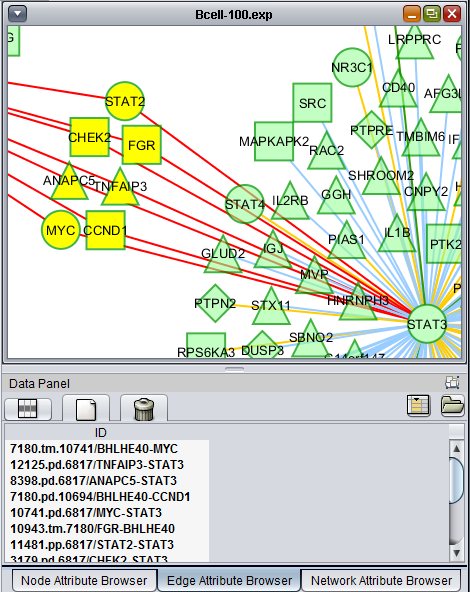 Bcell-100.exp
G
LRPPRC
NR3C1
CD40
AFG3L
STAT2
SRC
CHEK2
FGR
PTPRE
TMBIM6
IF
MAPKAPK2
RAC2
ANAPC5
TNFAIP3
SHROOM2
CNPY2
STAT4
IL2RB
GGH
MYC
CCND1
PIAS1
IL1B
PTK2
GLUD2
IGJ
MVP
PTPN2
STX11
HNRNPH3
STAT3
SBNO2
RPS6KA3
DUSP3
C14orf147
Data Panel
ID
7180.tm.10741/BHLHE40-MYC
12125.pd.6817/TNFAIP3-STAT3
8398.pd.6817/ANAPC5-STAT3
7180.pd.10694/BHLHE40-CCND1
10741.pd.6817/MYC-STAT3
10943.tm.7180/FGR-BHLHE40
11481.pp.6817/STAT2-STAT3
3179.pd.6817/CHEK2-STAT3
Node Attribute Browser
Edge Attribute Browser
Network Attribute Browser